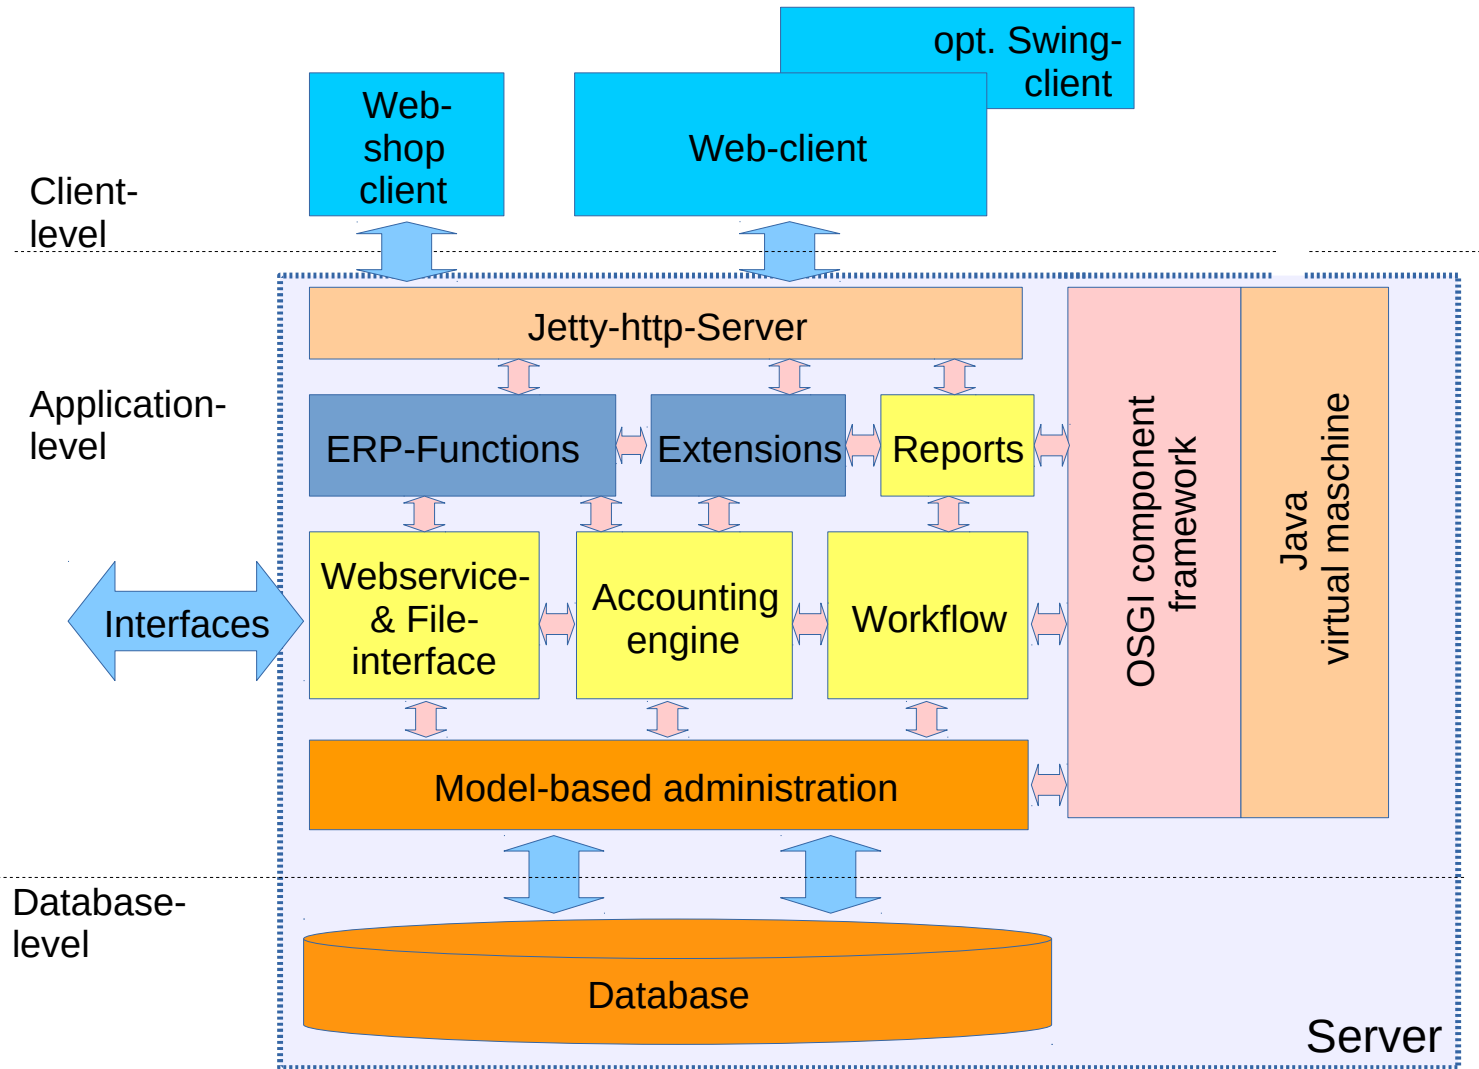 opt. Swing-
client
Web-
shop
client
Web-client
Client-
level
Jetty-http-Server
Application-
level
ERP-Functions
Extensions
Reports
OSGI component
framework
Java
virtual maschine
Interfaces
Webservice-
& File-
interface
Accounting
engine
Workflow
Model-based administration
Database-
level
Database
Server